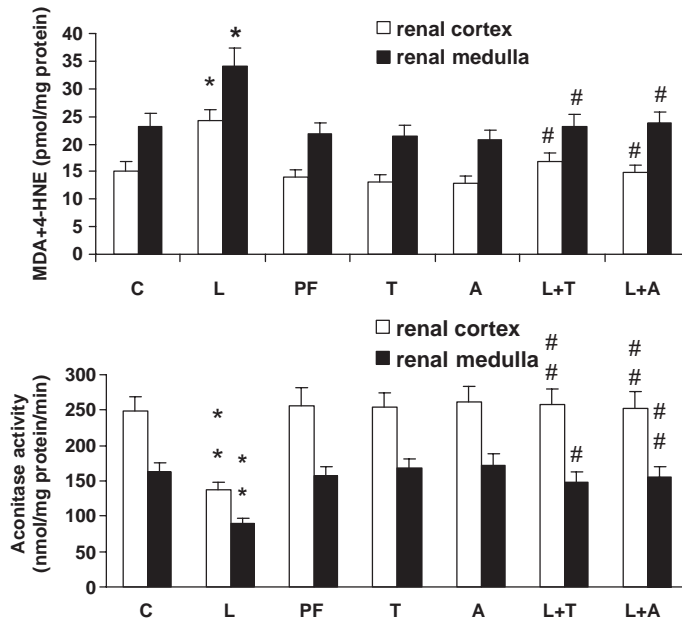 40
35
30
25
20
15
10
5
0
MDA+4-HNE (pmol/mg protein)
renal cortex
renal medulla
* *
# # # #
C L PF T A L+T L+A
renal cortex
renal medulla
300
250
200
150
100
50
0
Aconitase activity
(nmol/mg protein/min)
*
*
*
*
#
#
#
#
#
#
#
C L PF T A L+T L+A